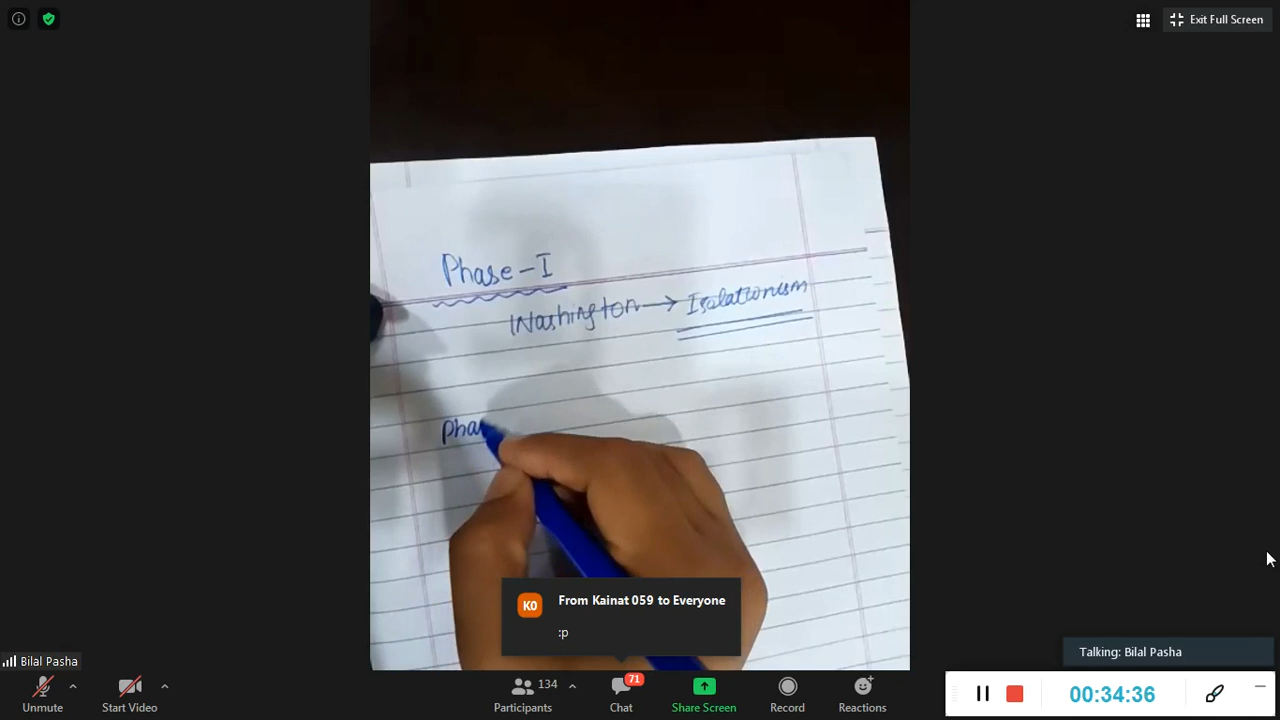 Exit Full Screen
Phase-I
Washington → Isolationism
Pha
From Kainat 059 to Everyone
K0
:p
Bilal Pasha
Talking: Bilal Pasha
Unmute
Start Video
134
Participants
71
Chat
Share Screen
Record
Reactions
00:34:36